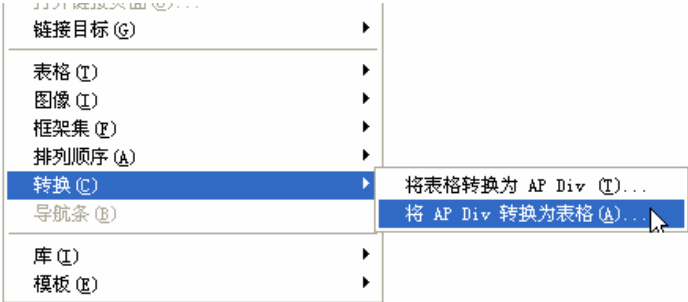 链接目标(G)
表格(T)
图像(I)
框架集(F)
排列顺序(A)
转换(C)
将表格转换为 AP Div (T)...
将 AP Div 转换为表格(A)...
导航条(B)
库(I)
模板(E)